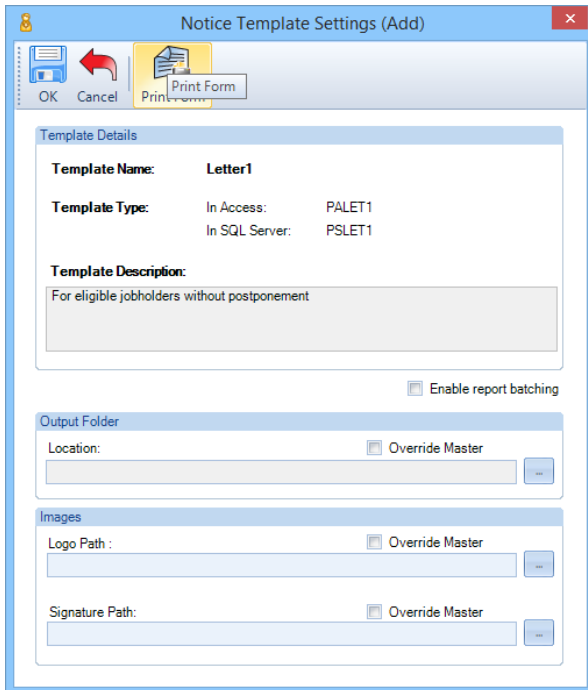 Notice Template Settings (Add)
OK Cancel Print Form
Print Form
Template Details
Template Name: Letter1
Template Type: In Access: PALET1
In SQL Server: PSLET1
Template Description:
For eligible jobholders without postponement
Enable report batching
Output Folder
Location: Override Master
...
Images
Logo Path : Override Master
...
Signature Path: Override Master
...